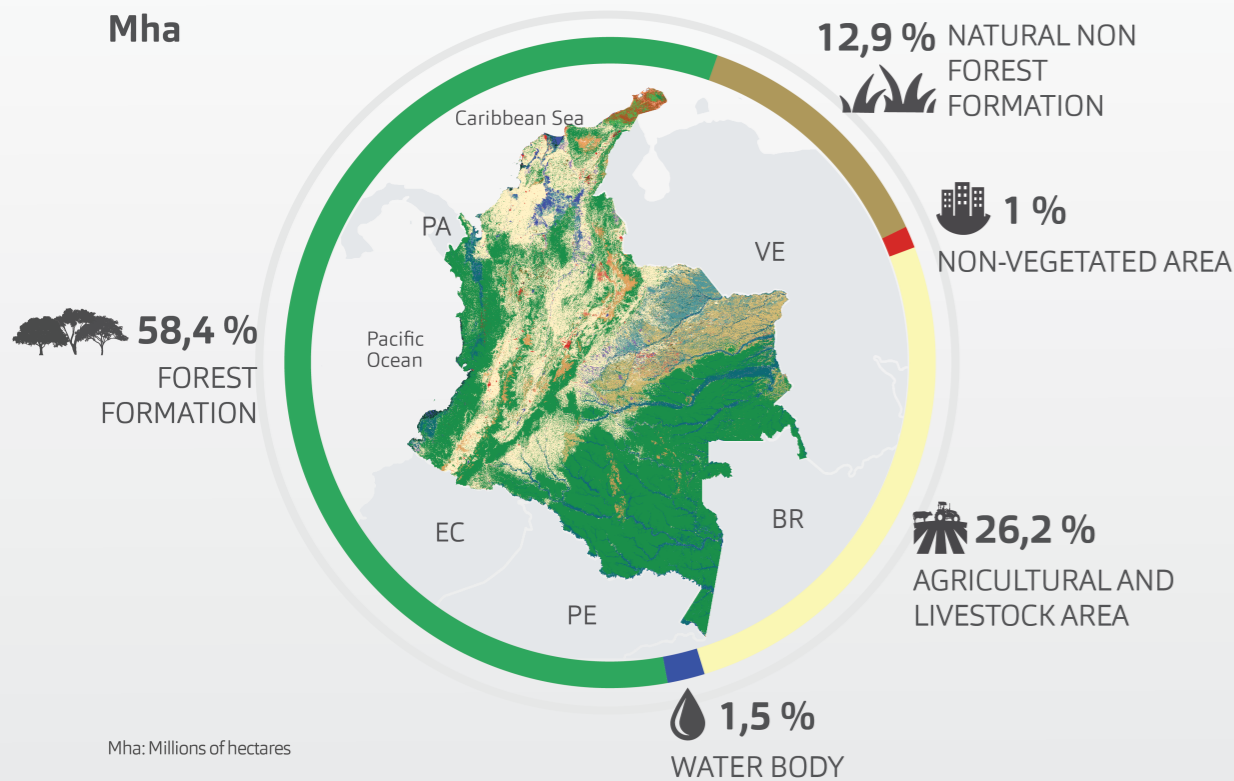 Mha
12,9 % NATURAL NON
FOREST
FORMATION
Caribbean Sea
1 %
NON-VEGETATED AREA
PA
VE
58,4 %
FOREST
FORMATION
Pacific
Ocean
26,2 %
AGRICULTURAL AND
LIVESTOCK AREA
EC
BR
PE
1,5 %
WATER BODY
Mha: Millions of hectares